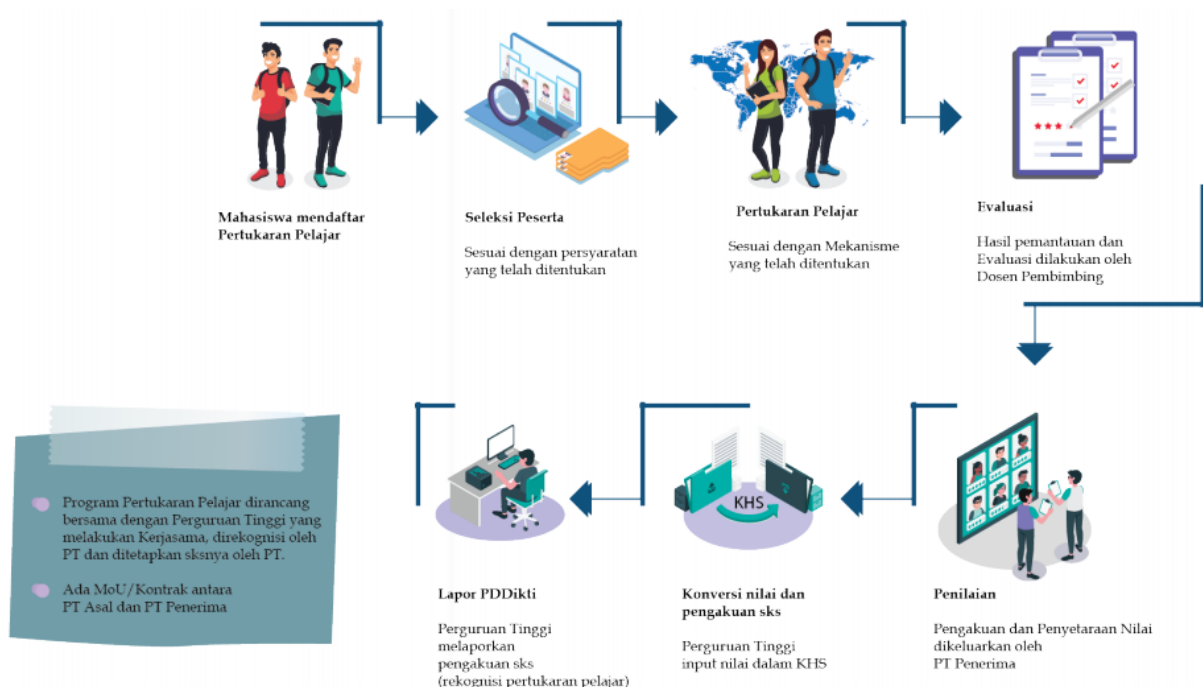 Mahasiswa mendaftar
Pertukaran Pelajar
Seleksi Peserta
Sesuai dengan persyaratan
yang telah ditentukan
Pertukaran Pelajar
Sesuai dengan Mekanisme
yang telah ditentukan
Evaluasi
Hasil pemantauan dan
Evaluasi dilakukan oleh
Dosen Pembimbing
Penilaian
Pengakuan dan Penyetaraan Nilai
dikeluarkan oleh
PT Penerima
KHS
Konversi nilai dan
pengakuan sks
Perguruan Tinggi
input nilai dalam KHS
Lapor PDDikti
Perguruan Tinggi
melaporkan
pengakuan sks
(rekognisi pertukaran pelajar)
Program Pertukaran Pelajar dirancang
bersama dengan Perguruan Tinggi yang
melakukan Kerjasama, direkognisi oleh
PT dan ditetapkan sksnya oleh PT.
Ada MoU/Kontrak antara
PT Asal dan PT Penerima